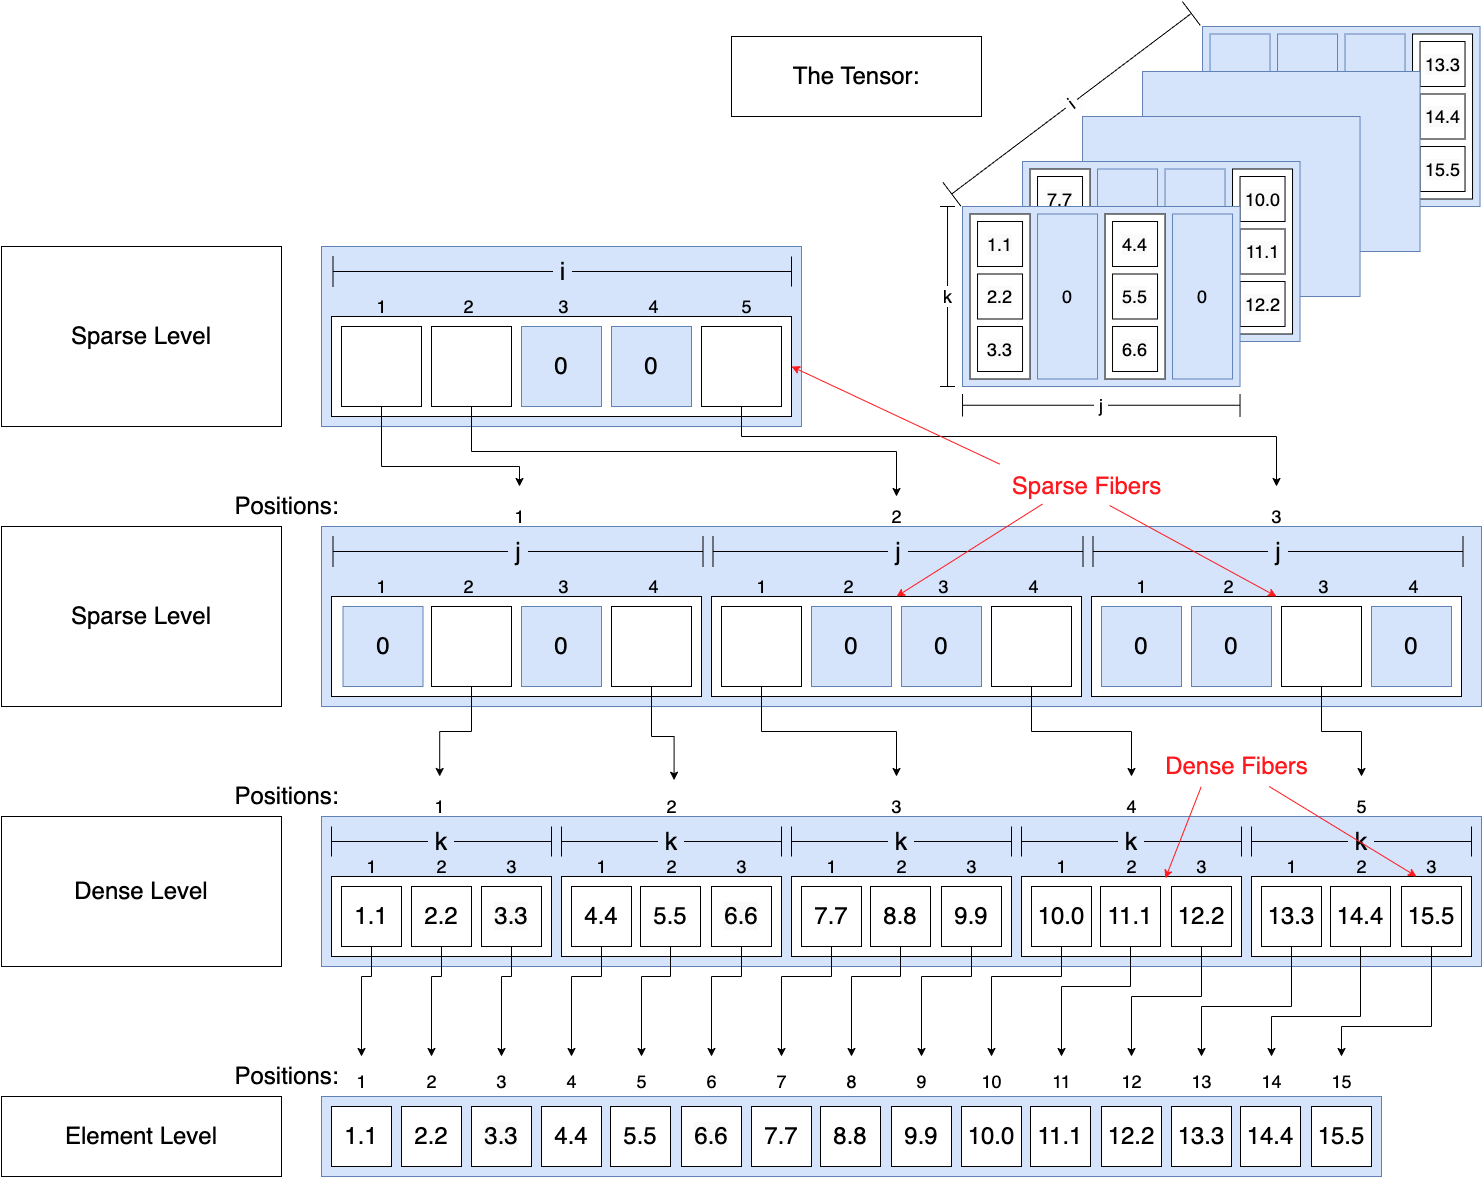 The Tensor:
i
13.3
14.4
15.5
7.7
10.0
11.1
12.2
k
1.1 0 4.4 0
2.2 5.5
3.3 6.6
j
Sparse Level
i
1 2 3 4 5
0 0
Sparse Fibers
Positions: 1 2 3
Sparse Level
j j j
1 2 3 4 1 2 3 4 1 2 3 4
0 0 0 0 0 0 0
Dense Fibers
Positions: 1 2 3 4 5
Dense Level
k k k k k
1 2 3 1 2 3 1 2 3 1 2 3 1 2 3
1.1 2.2 3.3 4.4 5.5 6.6 7.7 8.8 9.9 10.0 11.1 12.2 13.3 14.4 15.5
Positions: 1 2 3 4 5 6 7 8 9 10 11 12 13 14 15
Element Level
1.1 2.2 3.3 4.4 5.5 6.6 7.7 8.8 9.9 10.0 11.1 12.2 13.3 14.4 15.5